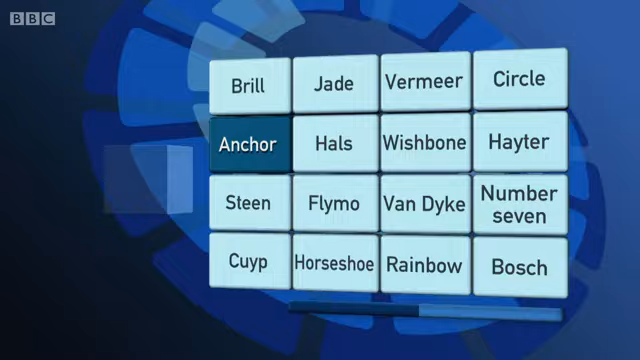 BBC
Brill
Jade
Vermeer
Circle
Anchor
Hals
Wishbone
Hayter
Steen
Flymo
Van Dyke
Number
seven
Cuyp
Horseshoe
Rainbow
Bosch